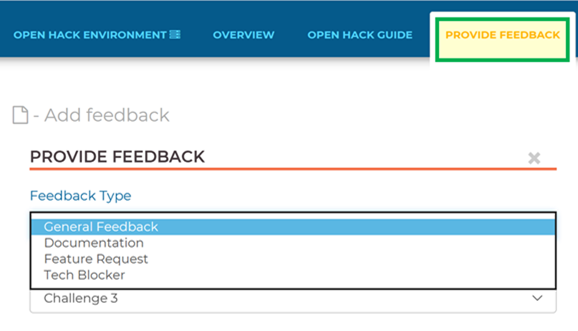 OPEN HACK ENVIRONMENT OVERVIEW OPEN HACK GUIDE PROVIDE FEEDBACK
- Add feedback
PROVIDE FEEDBACK
Feedback Type
General Feedback
Documentation
Feature Request
Tech Blocker
Challenge 3